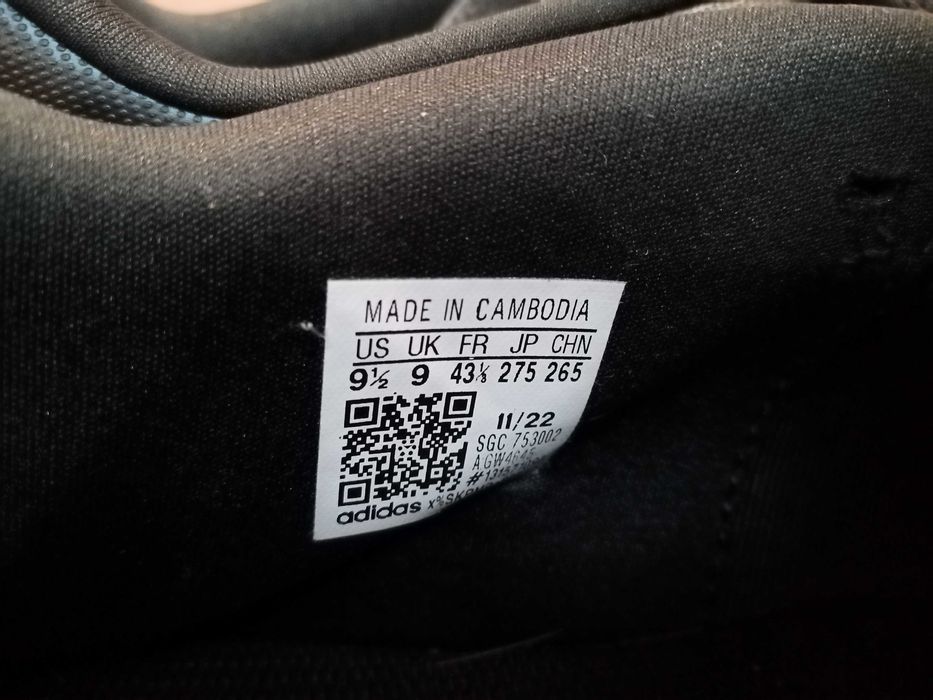 MADE IN CAMBODIA
US UK FR JP CHN
9½ 9 43⅓ 275 265
11/22
SGC 753002
adidas